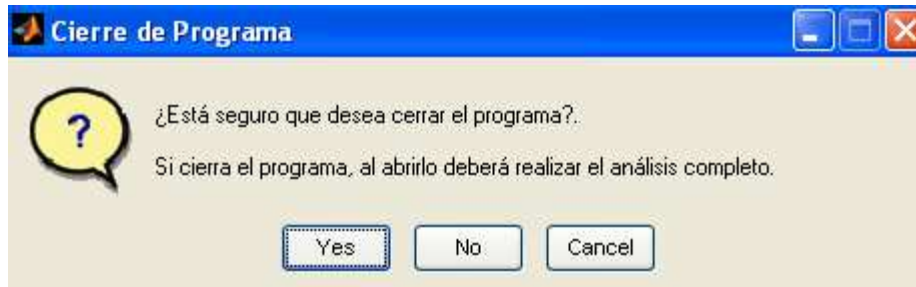 Cierre de Programa
?
¿Está seguro que desea cerrar el programa?.
Si cierra el programa, al abrirlo deberá realizar el análisis completo.
Yes No Cancel